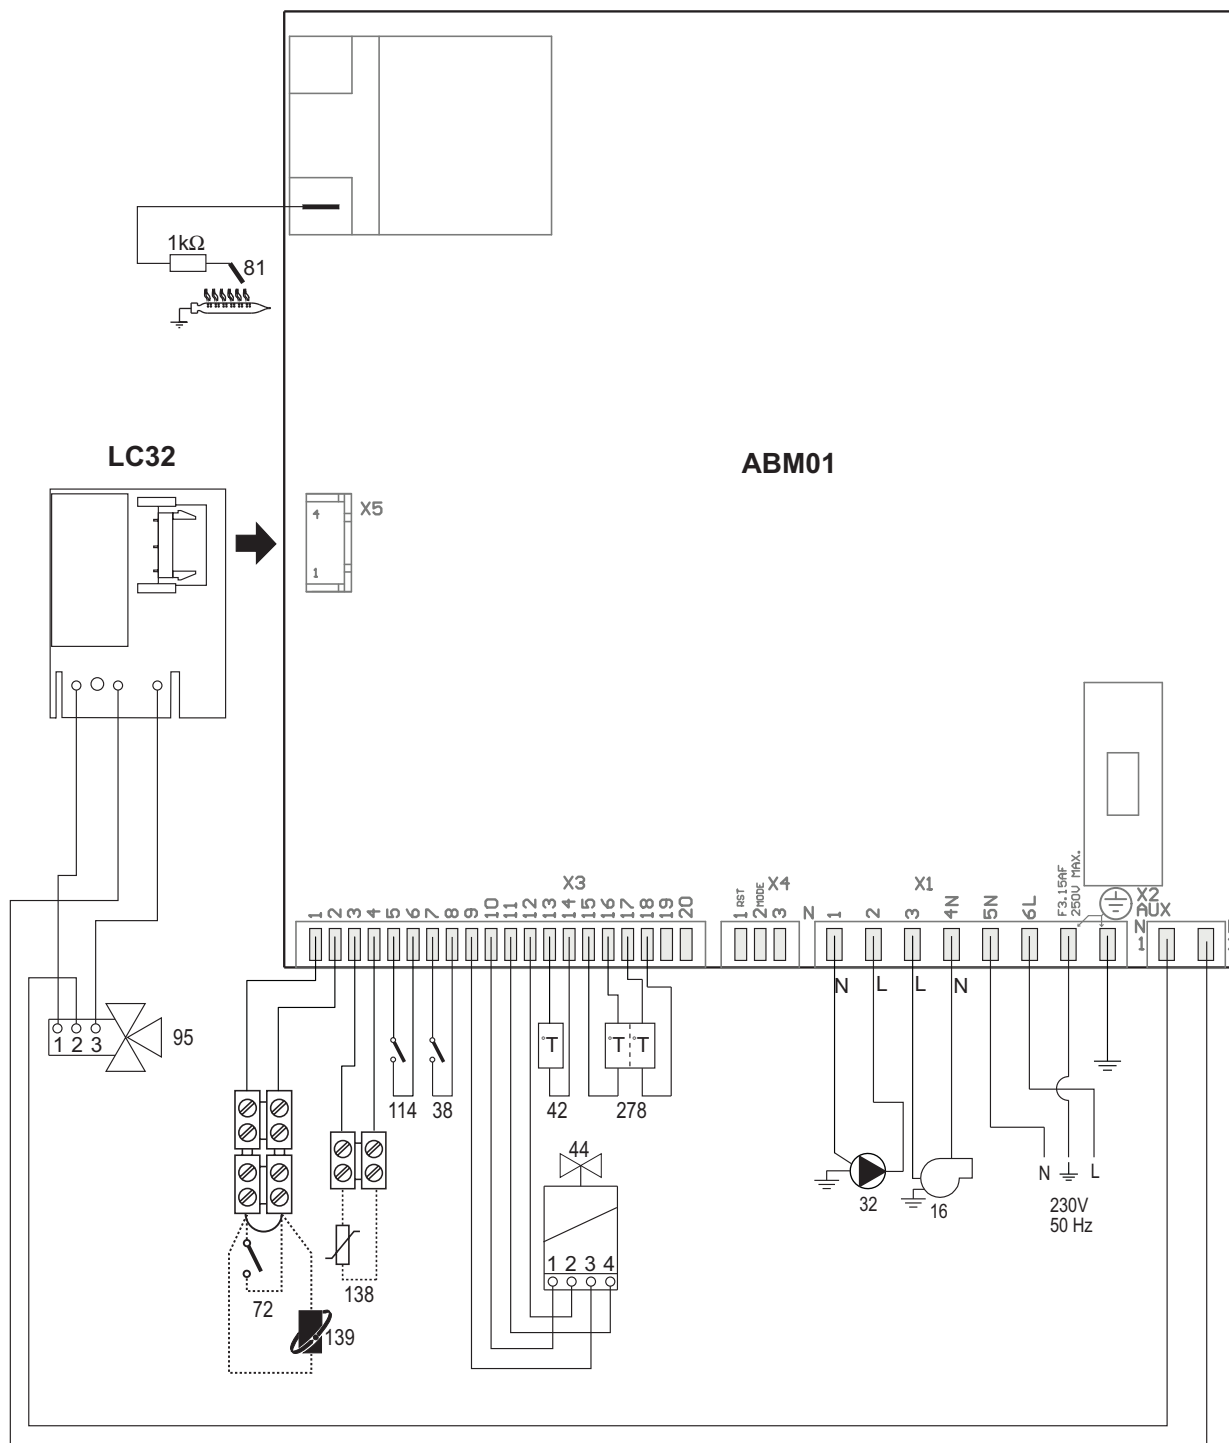 1kΩ
81
LC32
ABM01
X5
4
1
X3
X4
X1
X2
AUX
F3.15AF
250V MAX.
1 2 3 4 5 6 7 8 9 10 11 12 13 14 15 16 17 18 19 20
1 RST
2 MODE
3
N
1 2 3 4N 5N 6L
N
1
N L L N
1 2 3
95
°T
°T °T
114 38 42 278
44
N L
230V
50 Hz
32
16
1 2 3 4
138
72
139